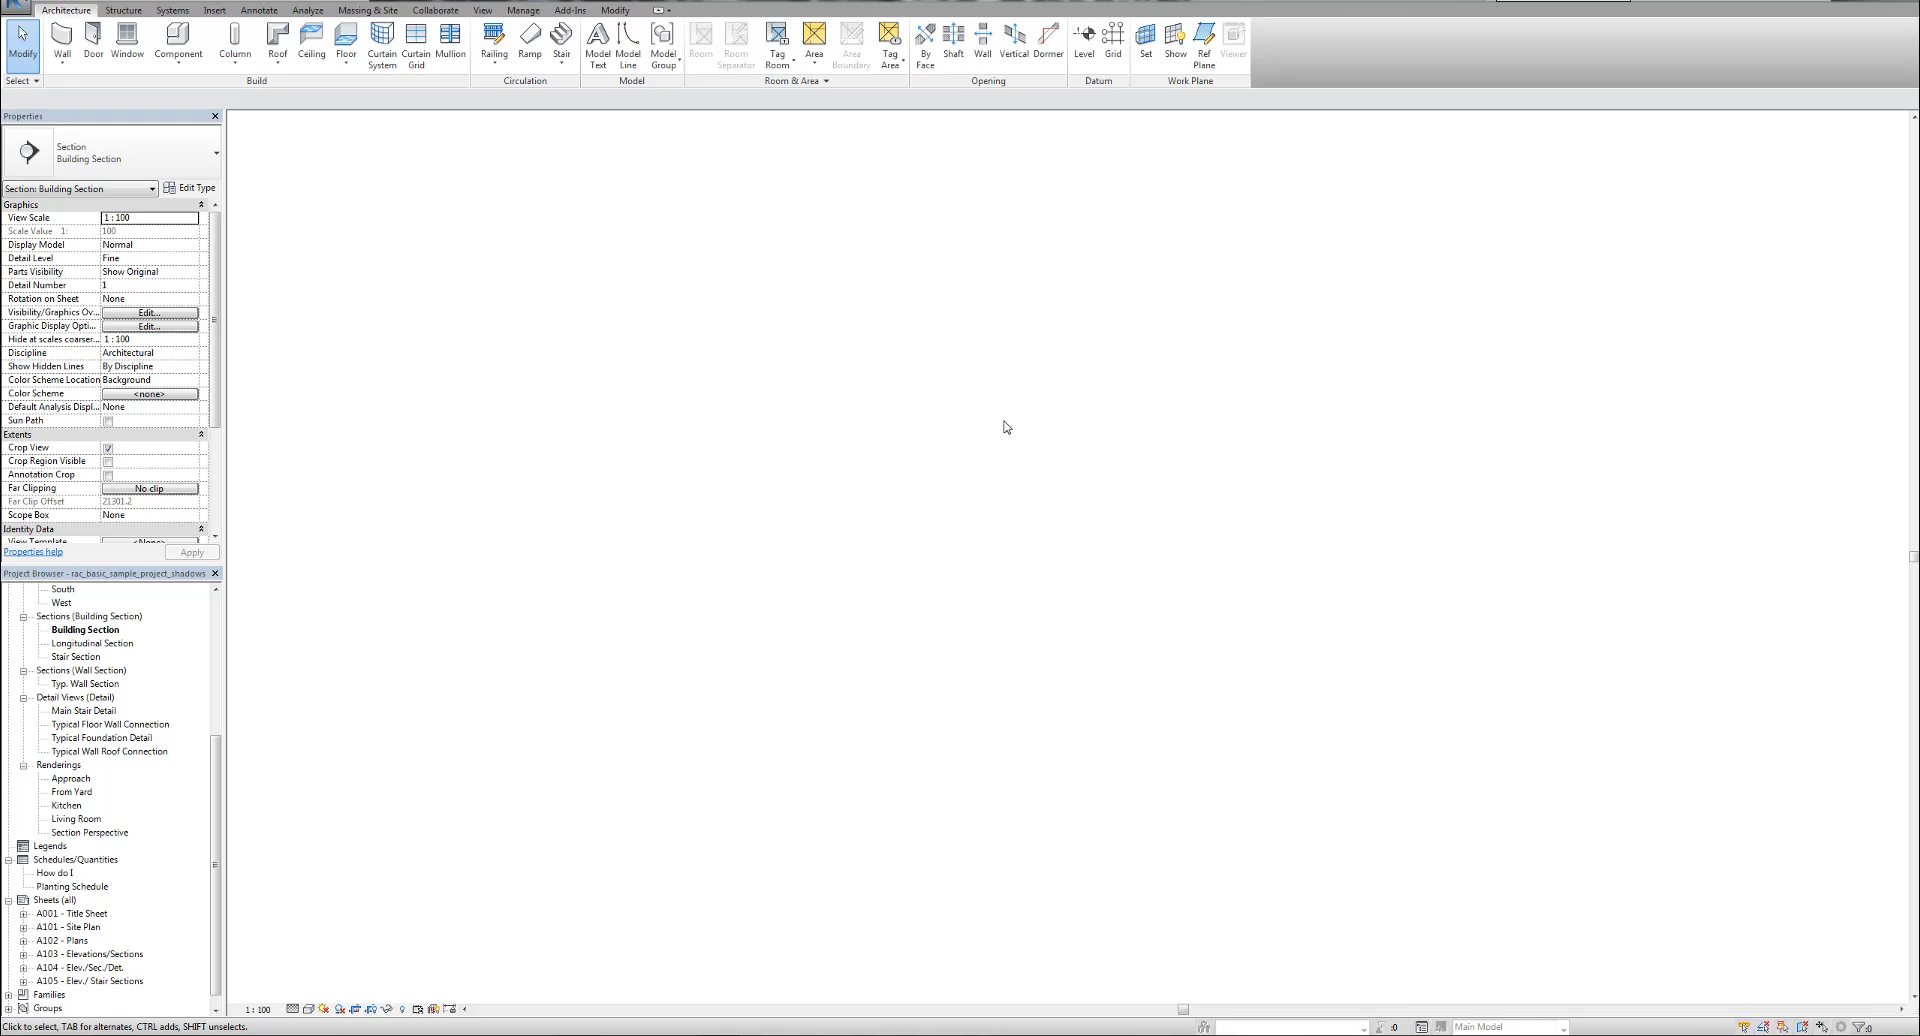 Architecture Structure Systems Insert Annotate Analyze Massing & Site Collaborate View Manage Add-Ins Modify
Modify Wall Door Window Component Column Roof Ceiling Floor Curtain System Curtain Grid Mullion Railing Ramp Stair Model Text Model Line Model Group Room Room Separator Tag Room Area Area Boundary Tag Area By Face Shaft Wall Vertical Dormer Level Grid Set Show Ref Plane Viewer
Select Build Circulation Model Room & Area Opening Datum Work Plane
Properties
Section
Building Section
Section: Building Section Edit Type
Graphics
View Scale 1 : 100
Scale Value 1: 100
Display Model Normal
Detail Level Fine
Parts Visibility Show Original
Detail Number 1
Rotation on Sheet None
Visibility/Graphics Ov... Edit...
Graphic Display Opti... Edit...
Hide at scales coarser... 1 : 100
Discipline Architectural
Show Hidden Lines By Discipline
Color Scheme Location Background
Color Scheme <none>
Default Analysis Displ... None
Sun Path
Extents
Crop View
Crop Region Visible
Annotation Crop
Far Clipping No clip
Far Clip Offset 21301.2
Scope Box None
Identity Data
View Template <None>
Properties help Apply
Project Browser - rac_basic_sample_project_shadows
South
West
Sections (Building Section)
Building Section
Longitudinal Section
Stair Section
Sections (Wall Section)
Typ. Wall Section
Detail Views (Detail)
Main Stair Detail
Typical Floor Wall Connection
Typical Foundation Detail
Typical Wall Roof Connection
Renderings
Approach
From Yard
Kitchen
Living Room
Section Perspective
Legends
Schedules/Quantities
How do I
Planting Schedule
Sheets (all)
A001 - Title Sheet
A101 - Site Plan
A102 - Plans
A103 - Elevations/Sections
A104 - Elev./Sec./Det.
A105 - Elev./ Stair Sections
Families
Groups
1 : 100
Click to select, TAB for alternates, CTRL adds, SHIFT unselects. :0 Main Model :0